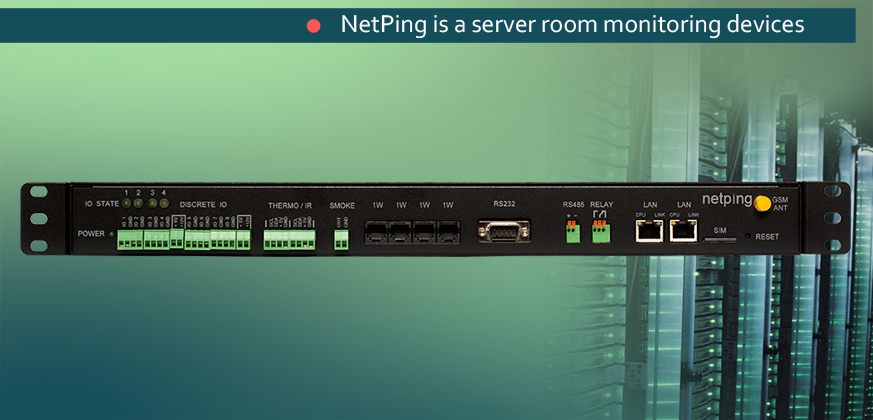 NetPing is a server room monitoring devices
1 2 3 4
IO STATE
DISCRETE IO
THERMO / IR
SMOKE
1W 1W 1W 1W
RS232
RS485
RELAY
LAN
LAN
netping
GSM
ANT
POWER
CPU LINK
CPU LINK
SIM
RESET